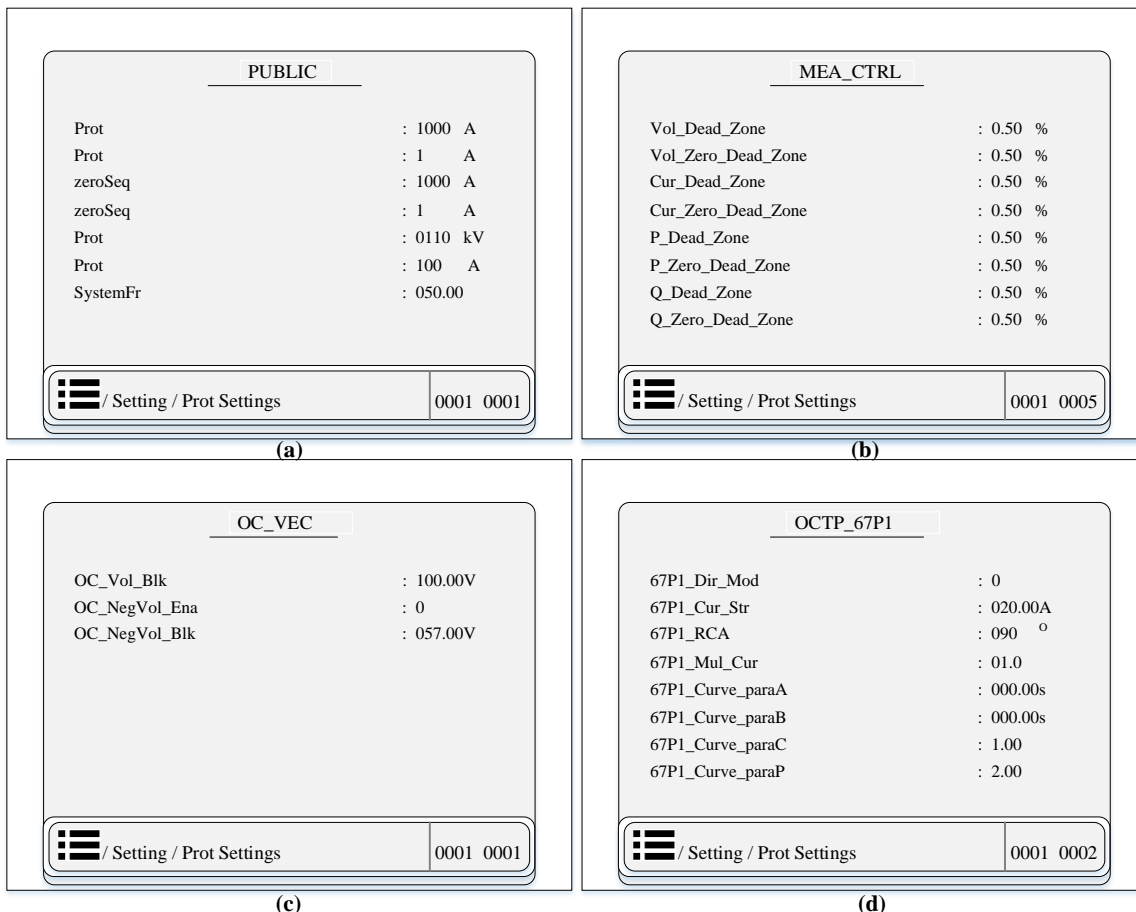 PUBLIC
Prot : 1000 A
Prot : 1 A
zeroSeq : 1000 A
zeroSeq : 1 A
Prot : 0110 kV
Prot : 100 A
SystemFr : 050.00
/ Setting / Prot Settings 0001 0001
(a)
MEA_CTRL
Vol_Dead_Zone : 0.50 %
Vol_Zero_Dead_Zone : 0.50 %
Cur_Dead_Zone : 0.50 %
Cur_Zero_Dead_Zone : 0.50 %
P_Dead_Zone : 0.50 %
P_Zero_Dead_Zone : 0.50 %
Q_Dead_Zone : 0.50 %
Q_Zero_Dead_Zone : 0.50 %
/ Setting / Prot Settings 0001 0005
(b)
OC_VEC
OC_Vol_Blk : 100.00V
OC_NegVol_Ena : 0
OC_NegVol_Blk : 057.00V
/ Setting / Prot Settings 0001 0001
(c)
OCTP_67P1
67P1_Dir_Mod : 0
67P1_Cur_Str : 020.00A
67P1_RCA : 090 O
67P1_Mul_Cur : 01.0
67P1_Curve_paraA : 000.00s
67P1_Curve_paraB : 000.00s
67P1_Curve_paraC : 1.00
67P1_Curve_paraP : 2.00
/ Setting / Prot Settings 0001 0002
(d)